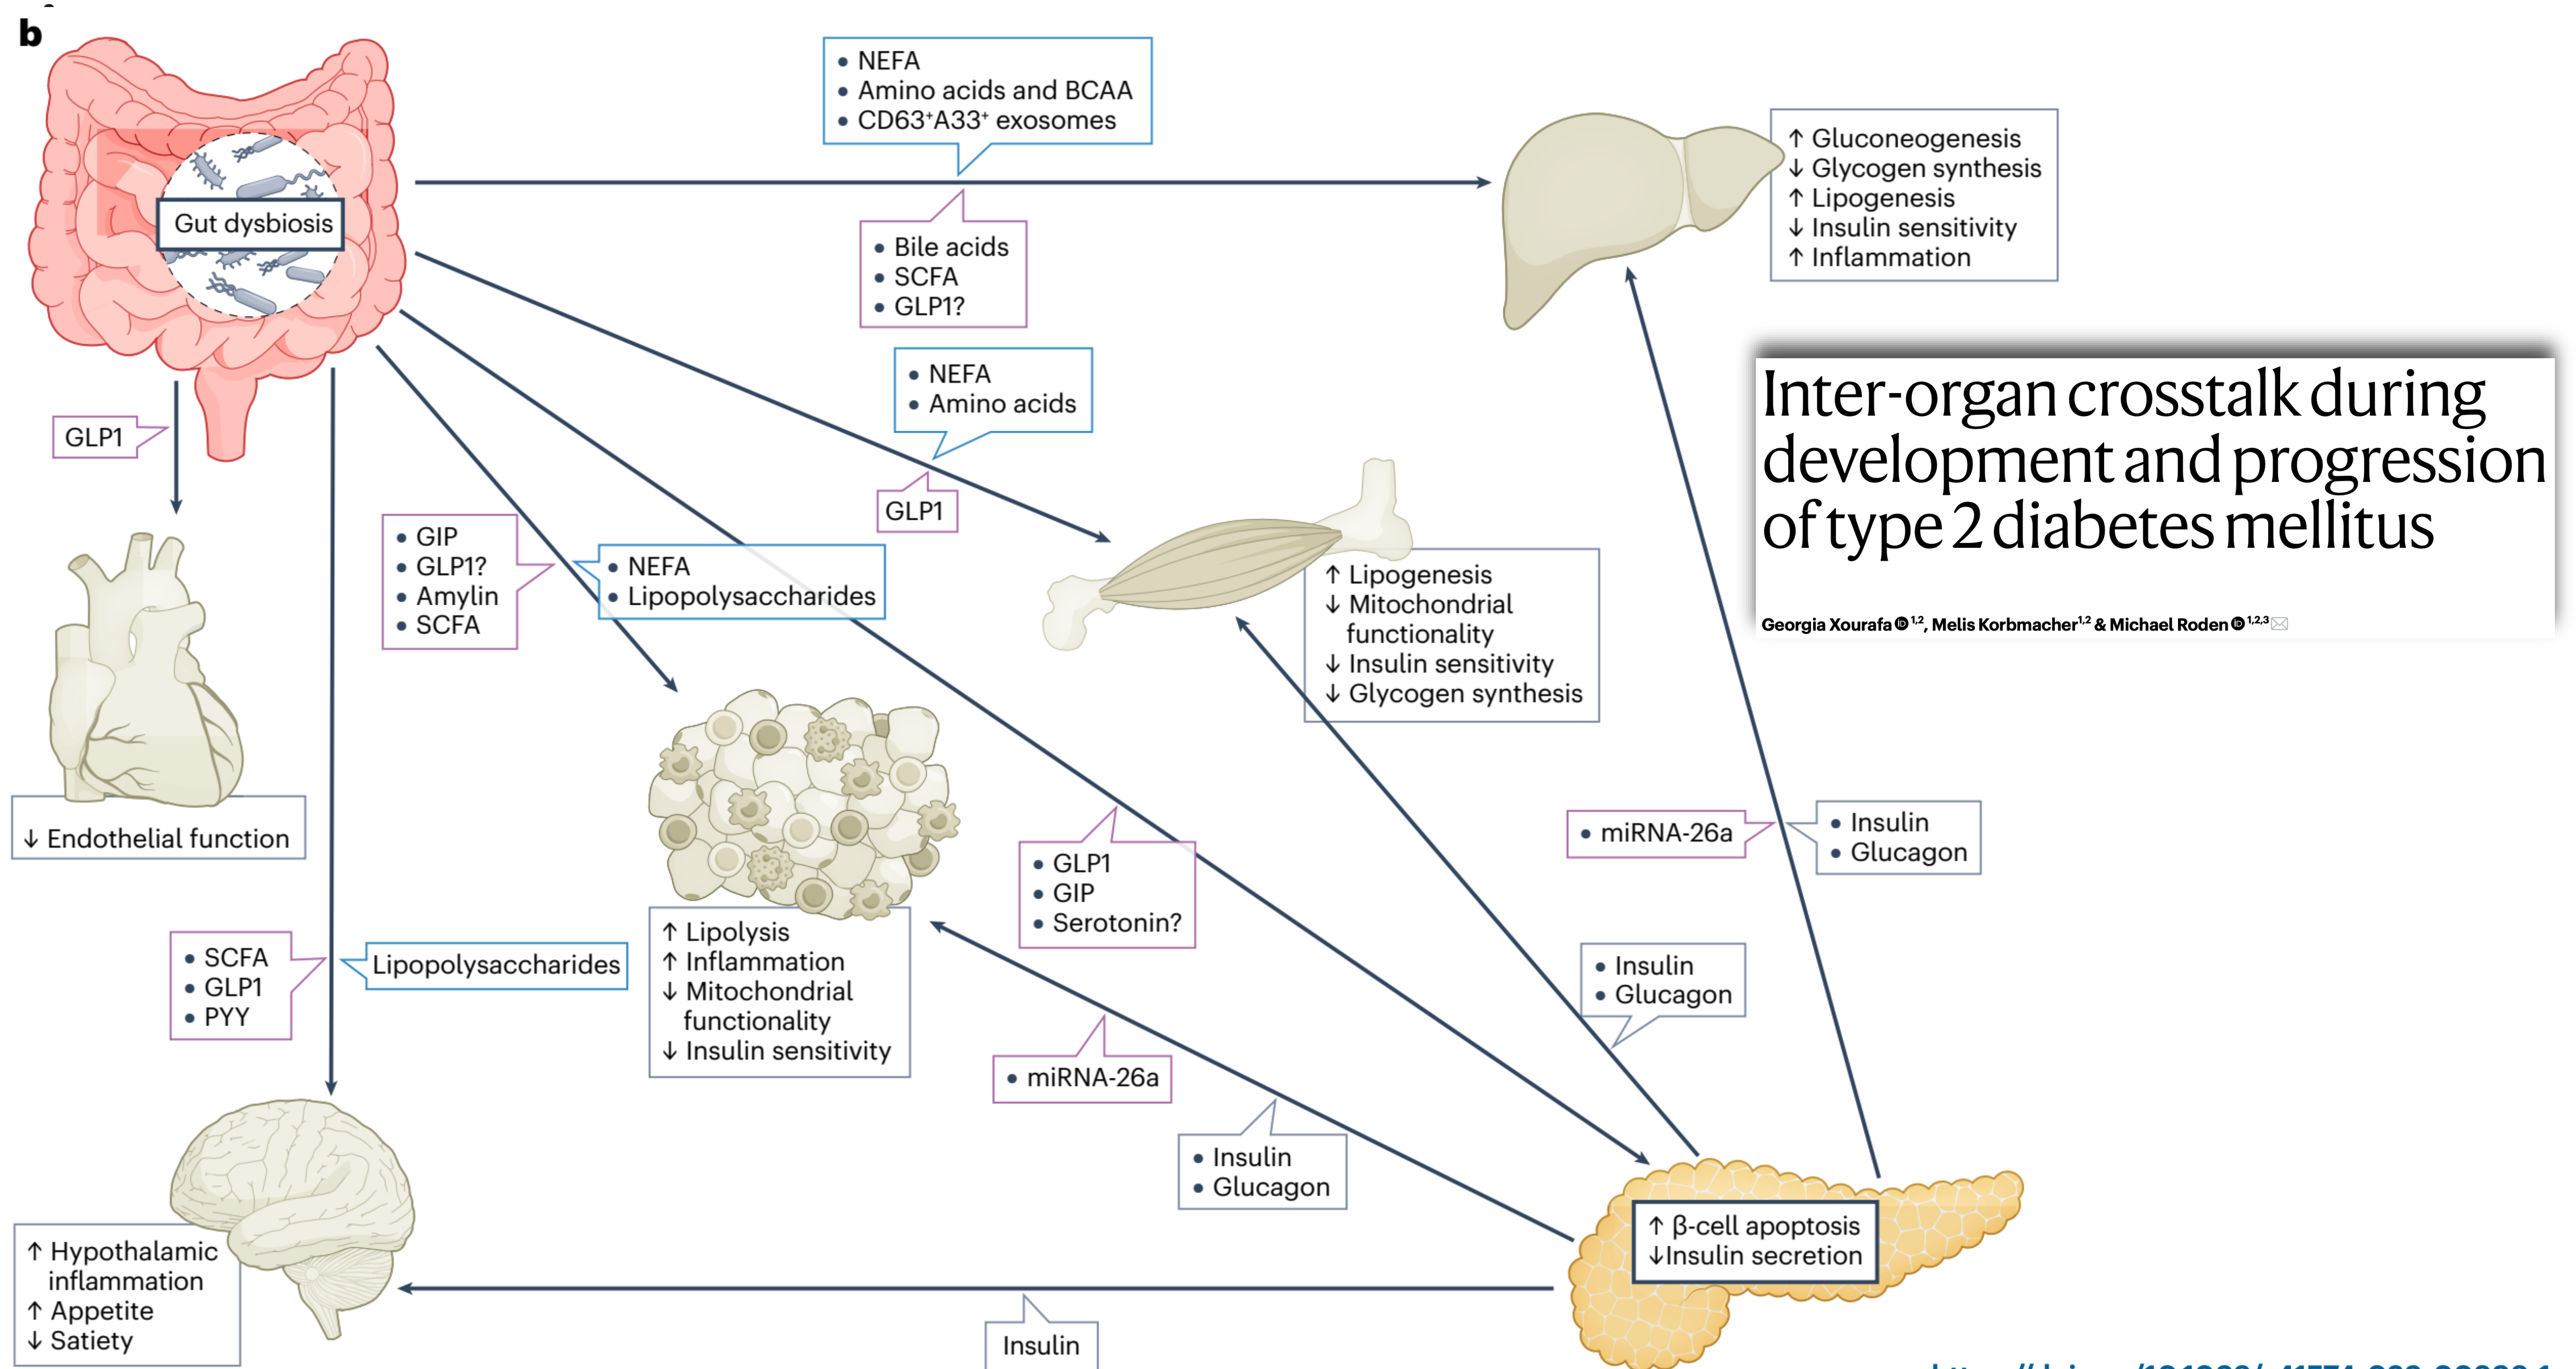 b
NEFA
Amino acids and BCAA
CD63⁺A33⁺ exosomes
Gut dysbiosis
Bile acids
SCFA
GLP1?
↑ Gluconeogenesis
↓ Glycogen synthesis
↑ Lipogenesis
↓ Insulin sensitivity
↑ Inflammation
NEFA
Amino acids
GLP1
GLP1
Inter-organ crosstalk during
development and progression
of type 2 diabetes mellitus
Georgia Xourafa 1,2, Melis Korbmacher1,2 & Michael Roden 1,2,3
GIP
GLP1?
Amylin
SCFA
NEFA
Lipopolysaccharides
↑ Lipogenesis
↓ Mitochondrial
functionality
↓ Insulin sensitivity
↓ Glycogen synthesis
↓ Endothelial function
GLP1
GIP
Serotonin?
miRNA-26a
Insulin
Glucagon
SCFA
GLP1
PYY
Lipopolysaccharides
↑ Lipolysis
↑ Inflammation
↓ Mitochondrial
functionality
↓ Insulin sensitivity
Insulin
Glucagon
miRNA-26a
Insulin
Glucagon
↑ β-cell apoptosis
↓Insulin secretion
↑ Hypothalamic
inflammation
↑ Appetite
↓ Satiety
Insulin